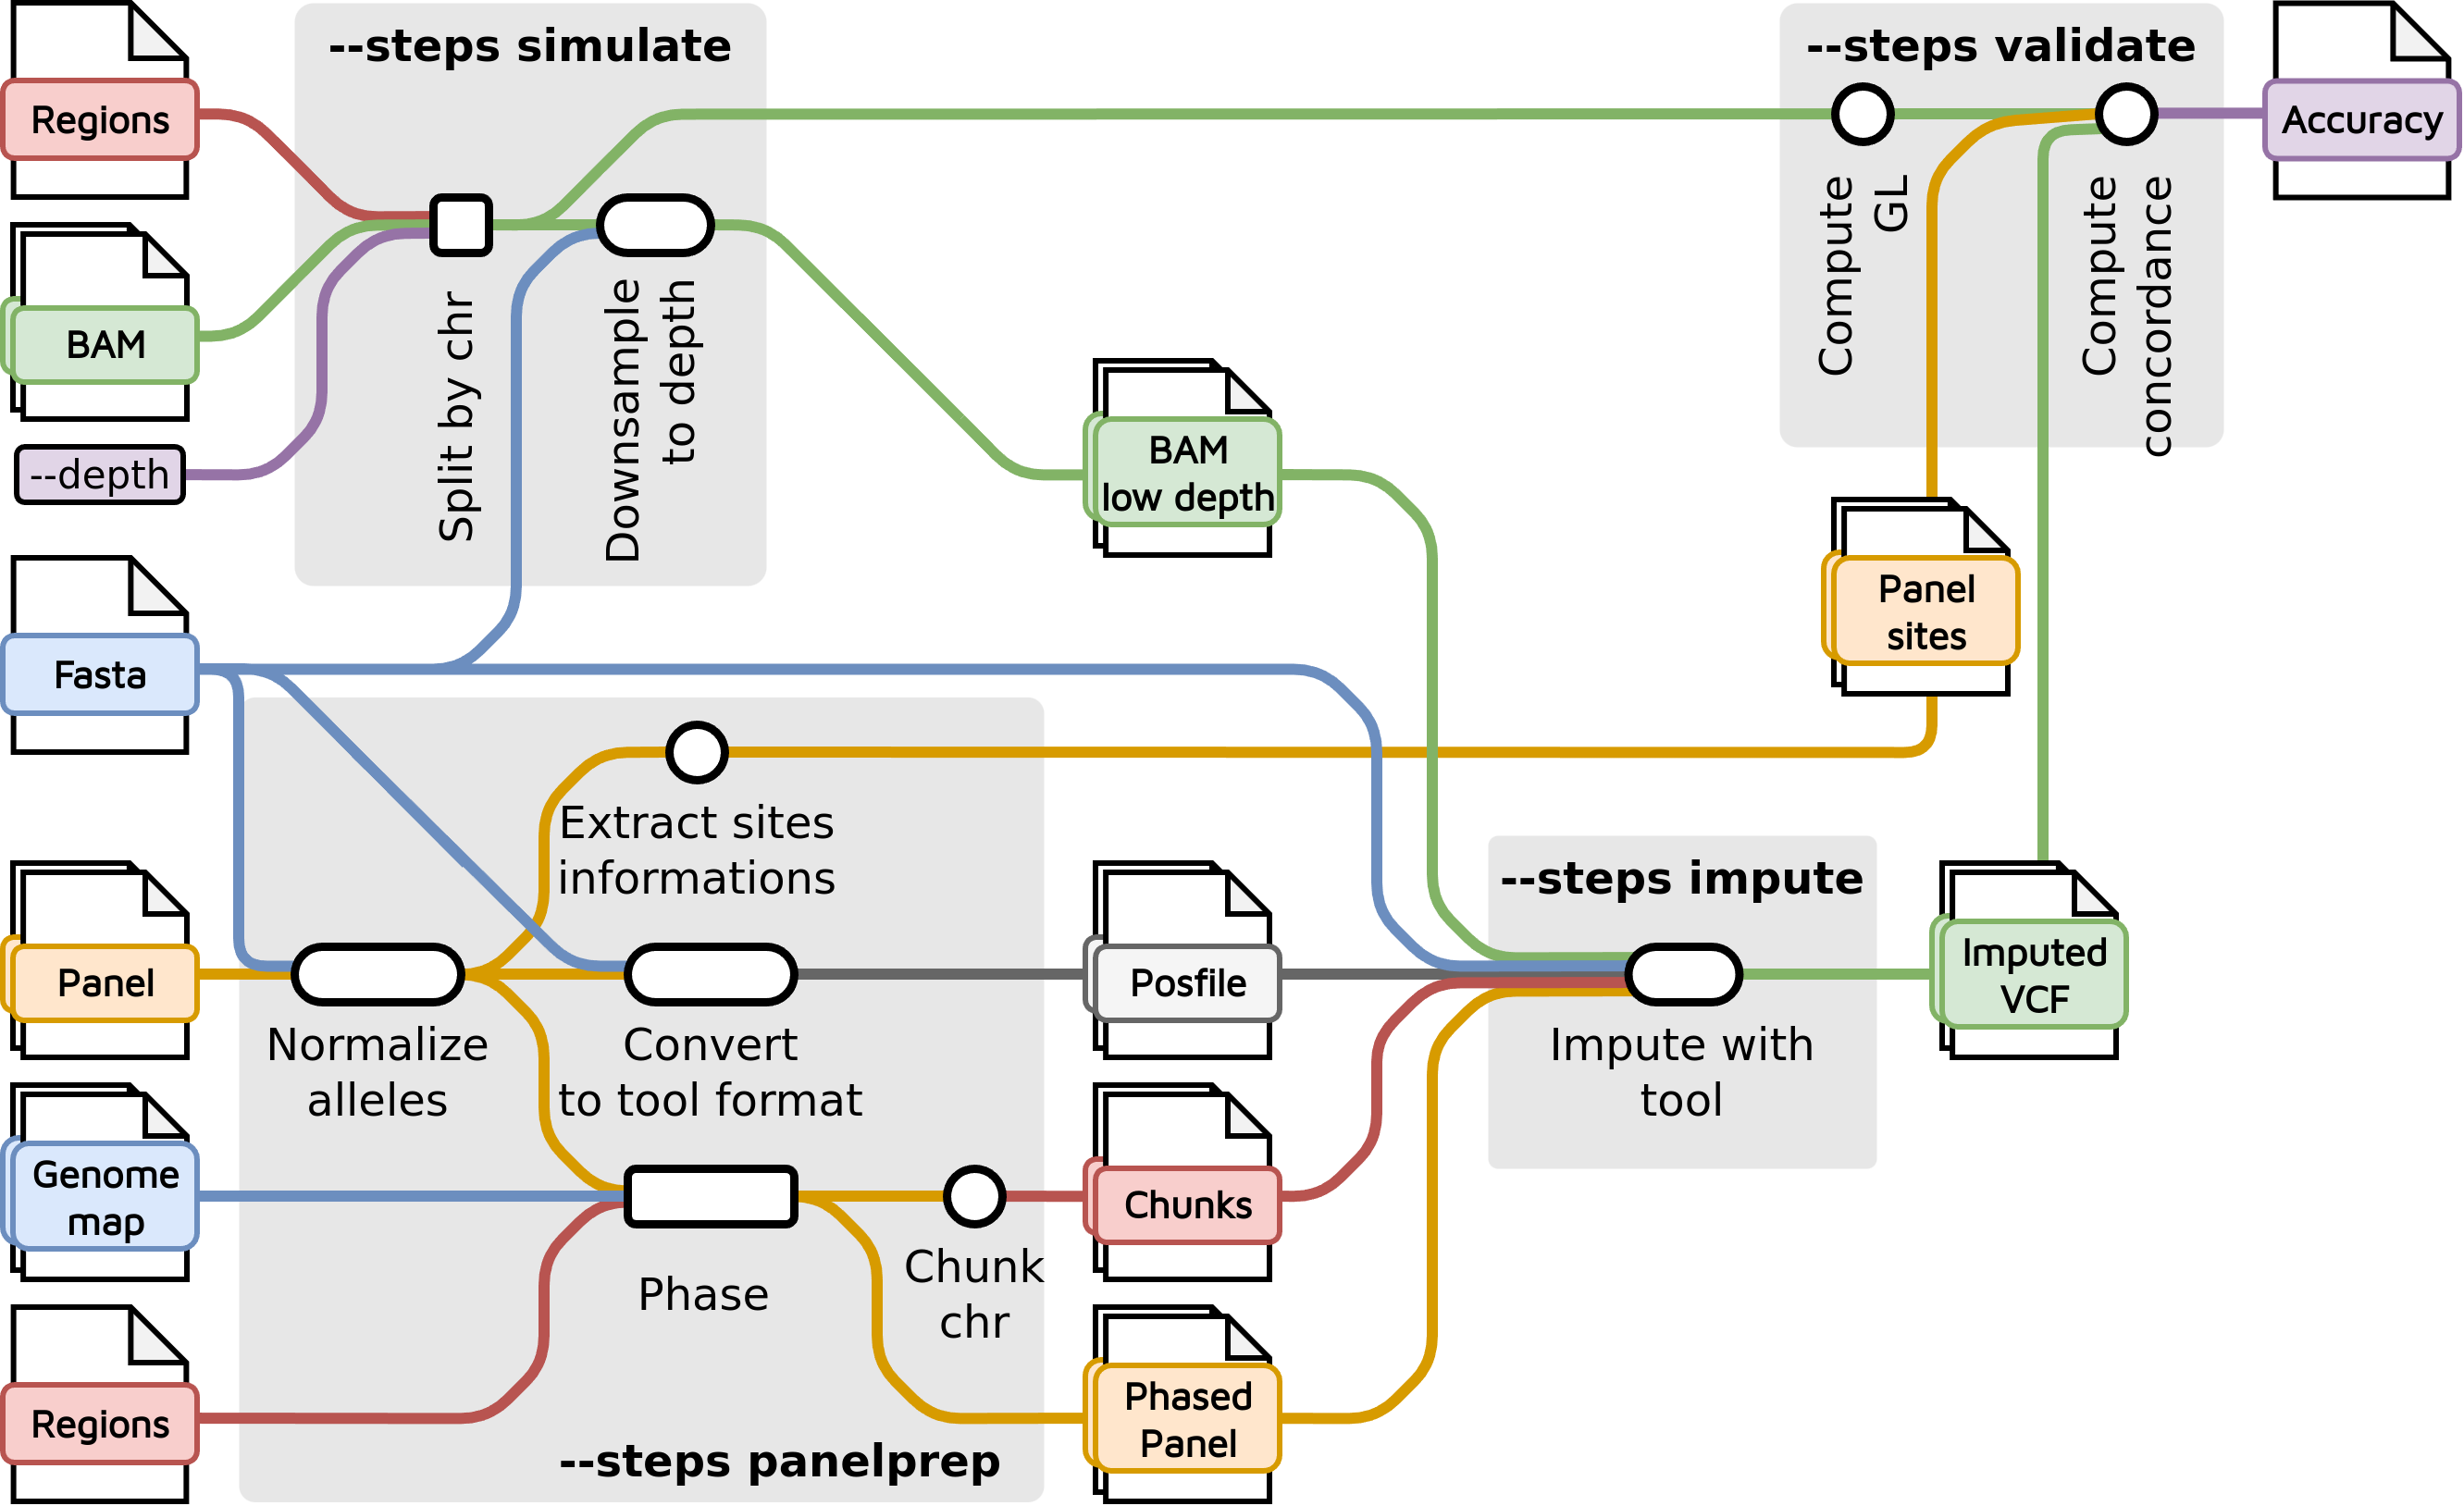 --steps simulate
--steps validate
Regions
Accuracy
BAM
--depth
Split by chr
Downsample
to depth
Compute
GL
Compute
concordance
BAM
low depth
Panel
sites
Fasta
Extract sites
informations
--steps impute
Panel
Normalize
alleles
Convert
to tool format
Posfile
Impute with
tool
Imputed
VCF
Genome
map
Phase
Chunk
chr
Chunks
Regions
Phased
Panel
--steps panelprep